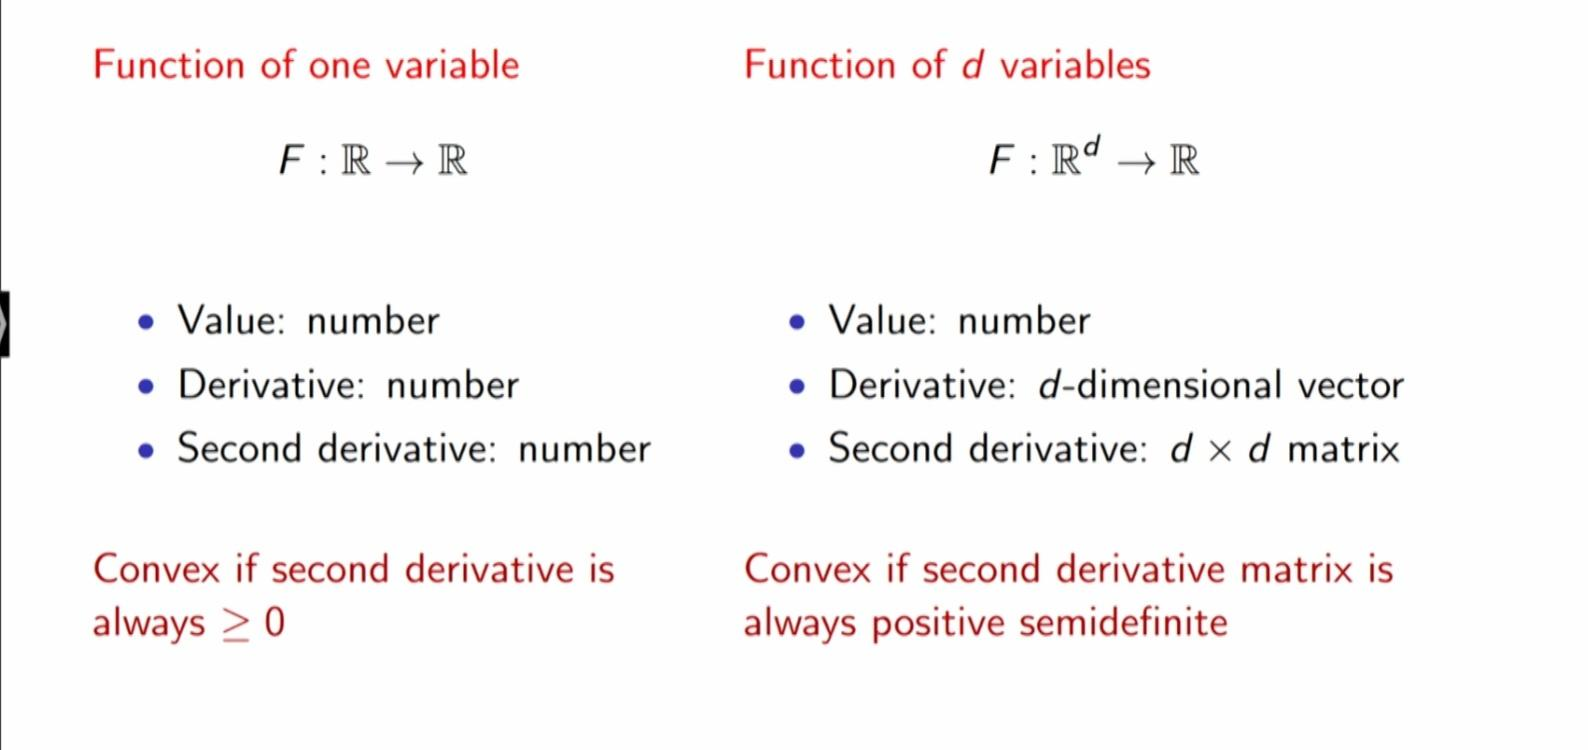 Function of one variable
F : ℝ → ℝ
• Value: number
• Derivative: number
• Second derivative: number
Convex if second derivative is
always ≥ 0
Function of d variables
F : ℝᵈ → ℝ
• Value: number
• Derivative: d-dimensional vector
• Second derivative: d × d matrix
Convex if second derivative matrix is
always positive semidefinite